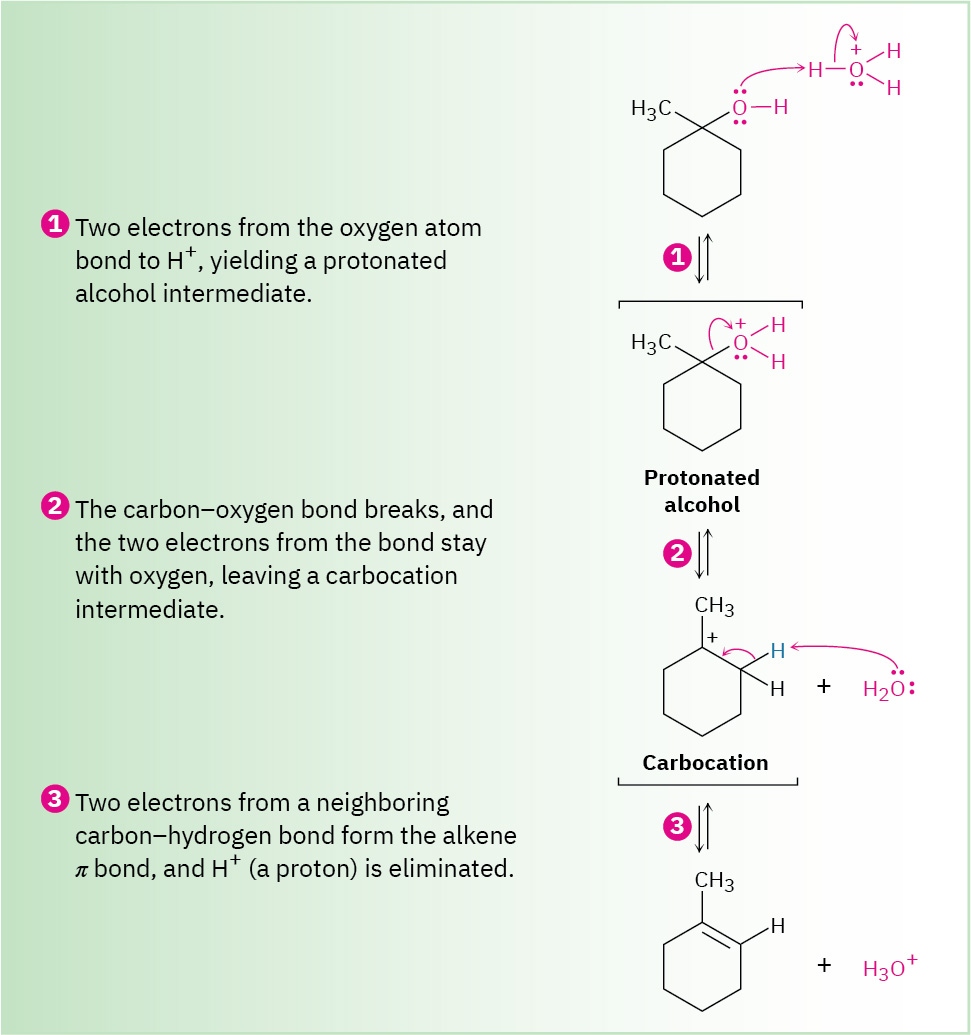 H–O⁺–H
H
H₃C O–H
1 Two electrons from the oxygen atom
bond to H⁺, yielding a protonated
alcohol intermediate.
1
H₃C O⁺ H
H
Protonated
alcohol
2 The carbon–oxygen bond breaks, and
the two electrons from the bond stay
with oxygen, leaving a carbocation
intermediate.
2
CH₃
+
H
H + H₂O
Carbocation
3 Two electrons from a neighboring
carbon–hydrogen bond form the alkene
π bond, and H⁺ (a proton) is eliminated.
3
CH₃
H
+ H₃O⁺